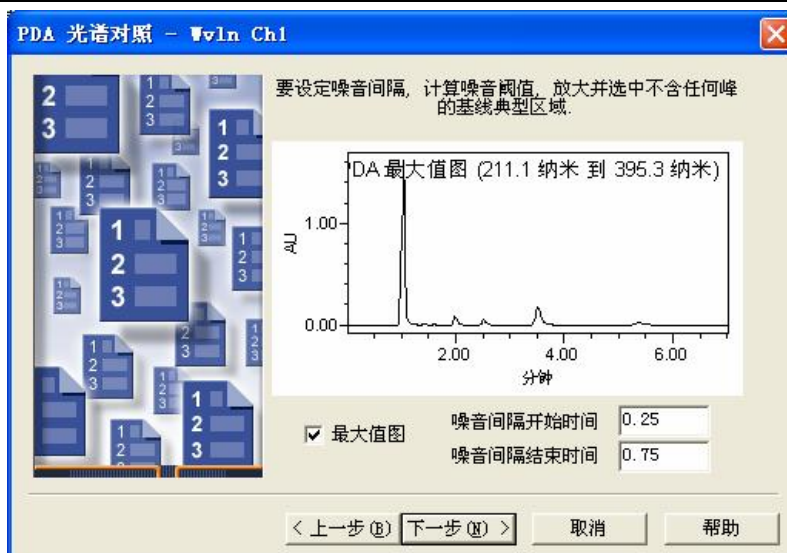 PDA 光谱对照 - Wvln Ch1
要设定噪音间隔, 计算噪音阈值, 放大并选中不含任何峰
的基线典型区域.
PDA 最大值图 (211.1 纳米 到 395.3 纳米)
AU
1.00
0.00
2.00
4.00
6.00
分钟
最大值图
噪音间隔开始时间
0.25
噪音间隔结束时间
0.75
< 上一步(B)
下一步(N) >
取消
帮助
1
2
3